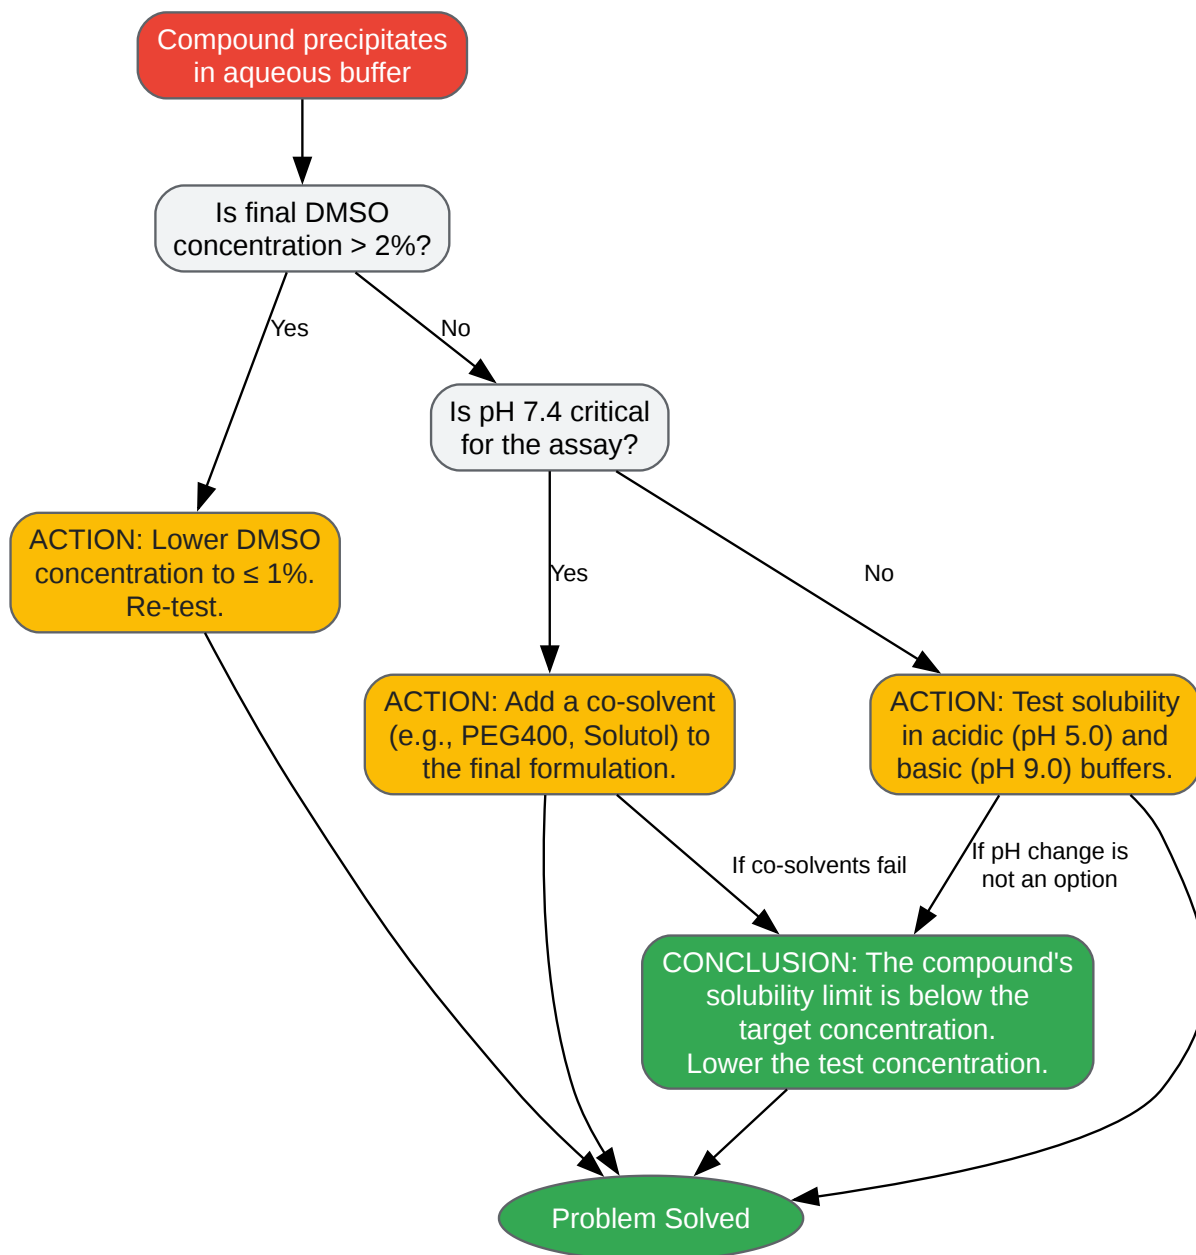 Compound precipitates
in aqueous buffer
Is final DMSO
concentration > 2%?
Yes
No
Is pH 7.4 critical
for the assay?
ACTION: Lower DMSO
concentration to ≤ 1%.
Re-test.
Yes
No
ACTION: Add a co-solvent
(e.g., PEG400, Solutol) to
the final formulation.
ACTION: Test solubility
in acidic (pH 5.0) and
basic (pH 9.0) buffers.
If co-solvents fail
If pH change is
not an option
CONCLUSION: The compound's
solubility limit is below the
target concentration.
Lower the test concentration.
Problem Solved